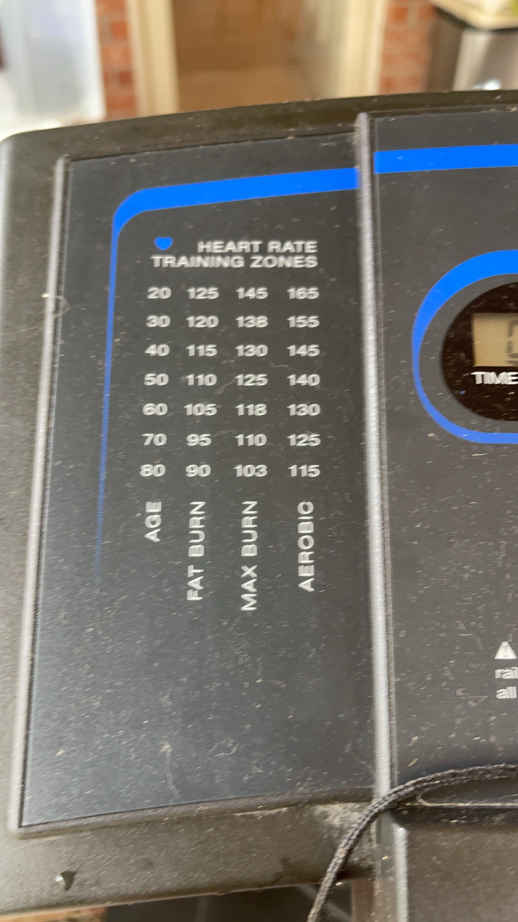 HEART RATE
TRAINING ZONES
20 125 145 165
30 120 138 155
40 115 130 145
50 110 125 140
60 105 118 130
70 95 110 125
80 90 103 115
AGE FAT BURN MAX BURN AEROBIC
TIME
all